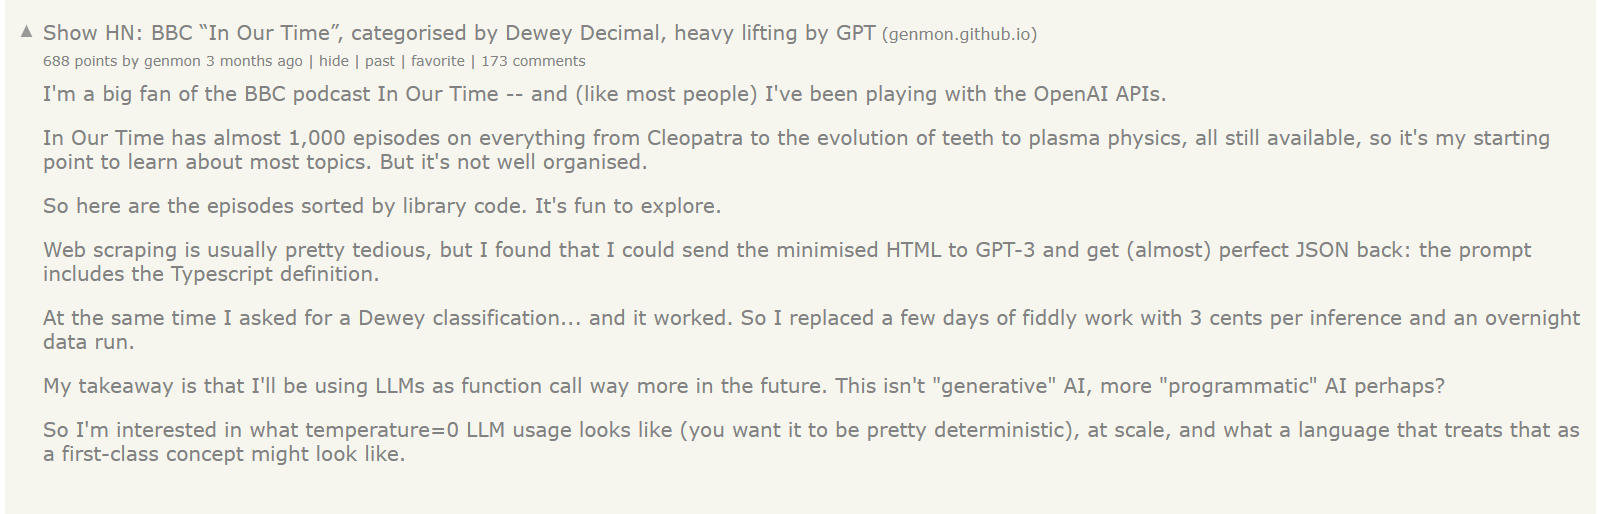 ▲ Show HN: BBC “In Our Time”, categorised by Dewey Decimal, heavy lifting by GPT (genmon.github.io)
688 points by genmon 3 months ago | hide | past | favorite | 173 comments
I'm a big fan of the BBC podcast In Our Time -- and (like most people) I've been playing with the OpenAI APIs.
In Our Time has almost 1,000 episodes on everything from Cleopatra to the evolution of teeth to plasma physics, all still available, so it's my starting
point to learn about most topics. But it's not well organised.
So here are the episodes sorted by library code. It's fun to explore.
Web scraping is usually pretty tedious, but I found that I could send the minimised HTML to GPT-3 and get (almost) perfect JSON back: the prompt
includes the Typescript definition.
At the same time I asked for a Dewey classification... and it worked. So I replaced a few days of fiddly work with 3 cents per inference and an overnight
data run.
My takeaway is that I'll be using LLMs as function call way more in the future. This isn't "generative" AI, more "programmatic" AI perhaps?
So I'm interested in what temperature=0 LLM usage looks like (you want it to be pretty deterministic), at scale, and what a language that treats that as
a first-class concept might look like.